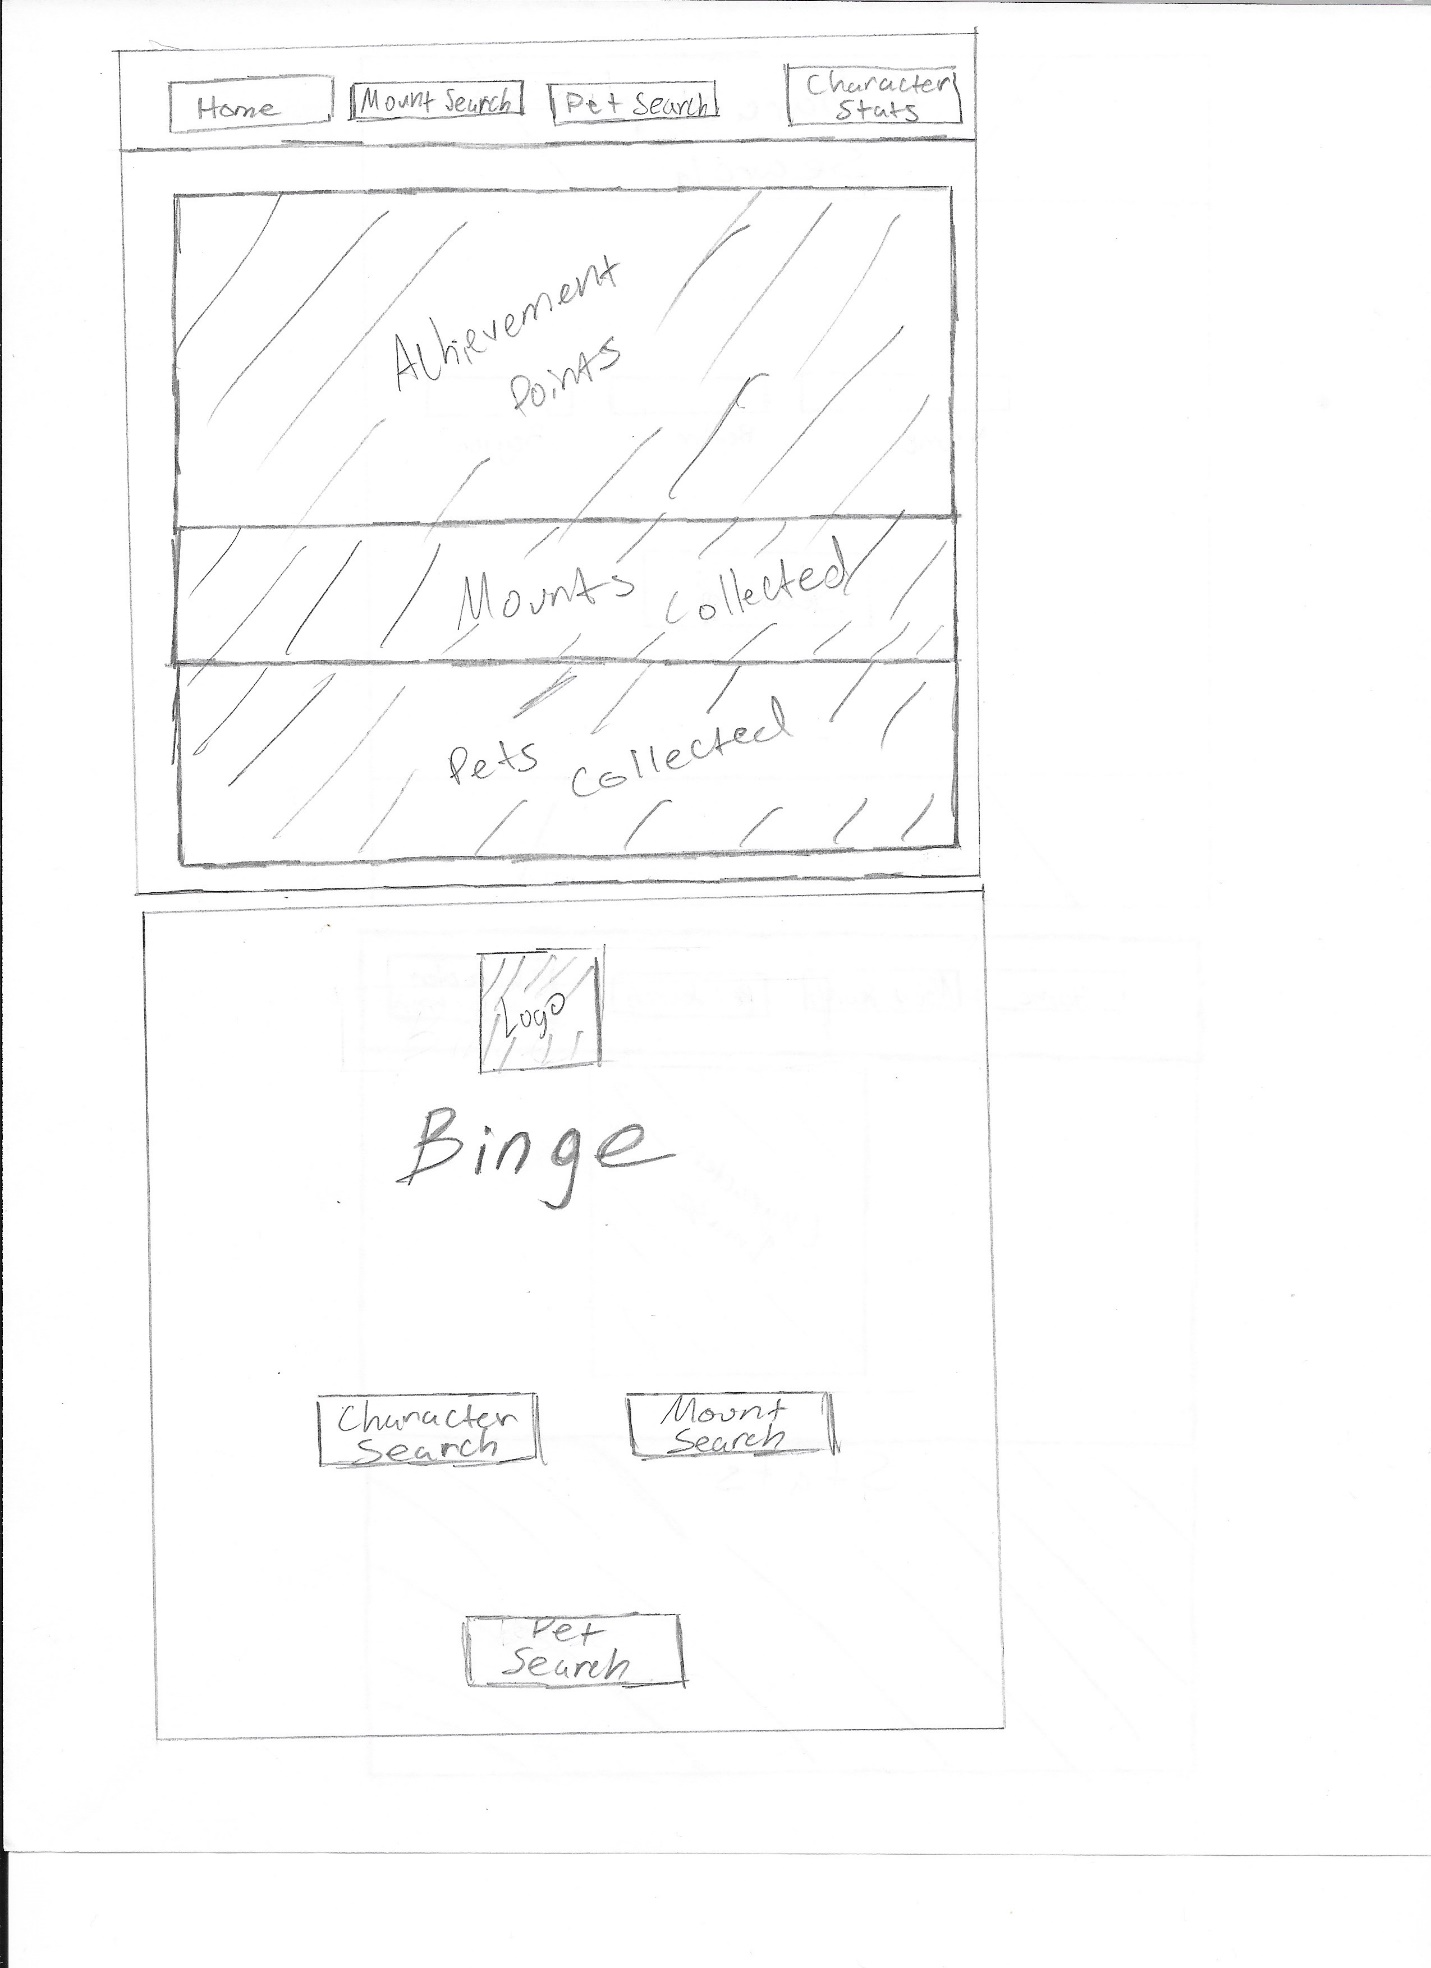 Home
Mount Search
Pet Search
Character
Stats
Achievement
Points
Mounts Collected
Pets Collected
Logo
Binge
Character
Search
Mount
Search
Pet
Search